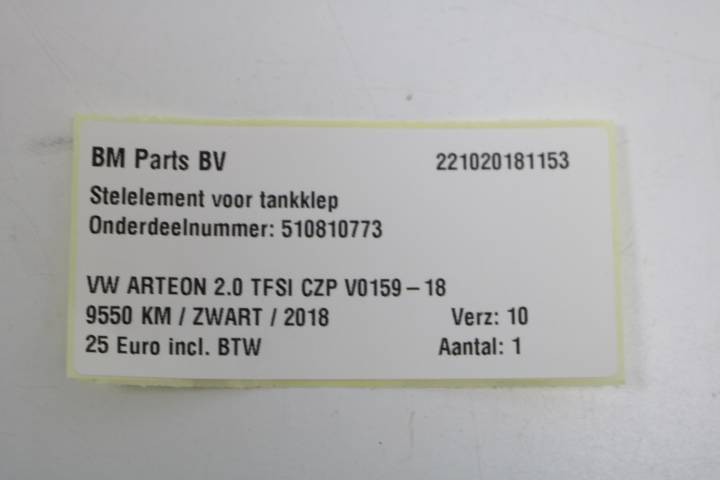 BM Parts BV 221020181153
Stelelement voor tankklep
Onderdeelnummer: 510810773
VW ARTEON 2.0 TFSI CZP V0159 – 18
9550 KM / ZWART / 2018 Verz: 10
25 Euro incl. BTW Aantal: 1